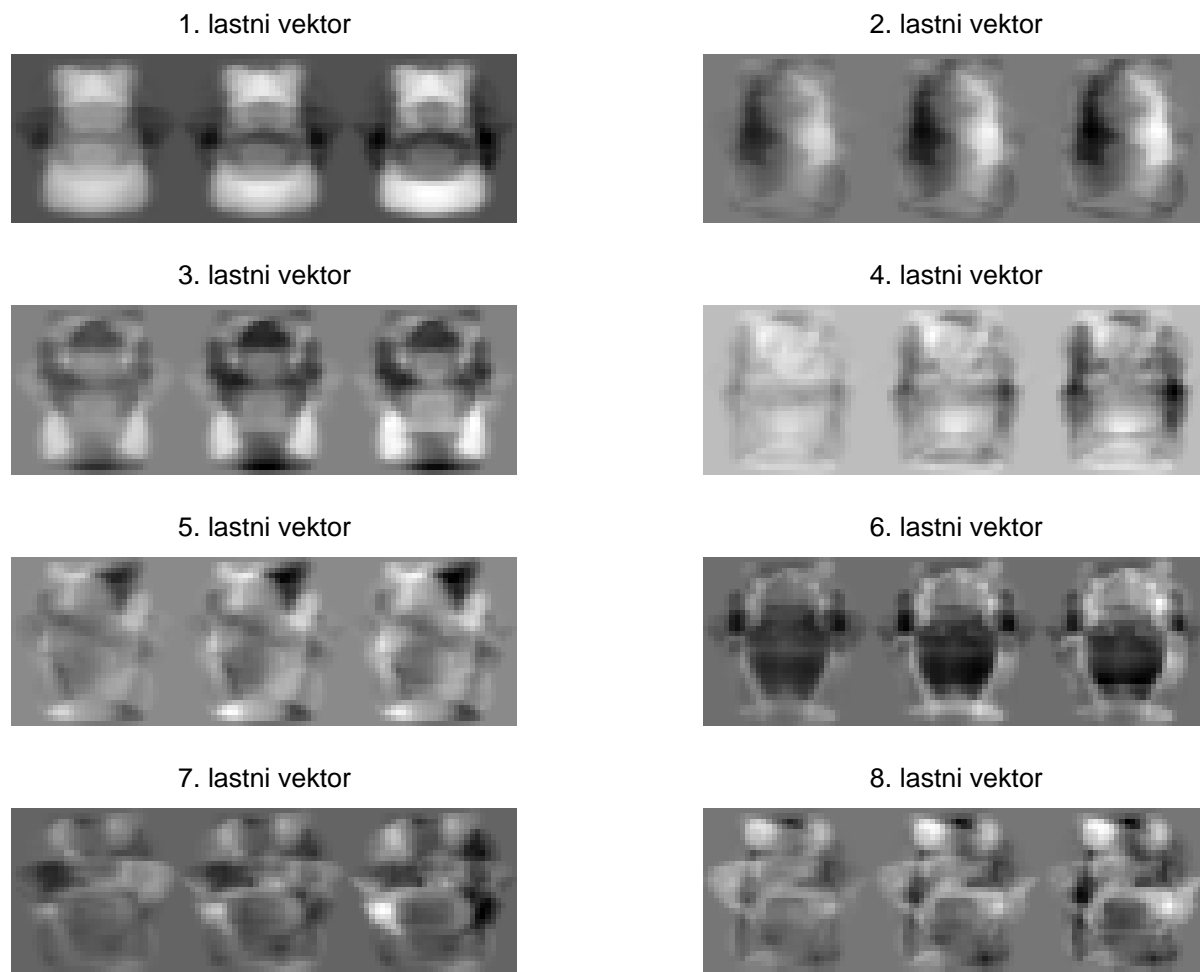 1. lastni vektor
2. lastni vektor
3. lastni vektor
4. lastni vektor
5. lastni vektor
6. lastni vektor
7. lastni vektor
8. lastni vektor